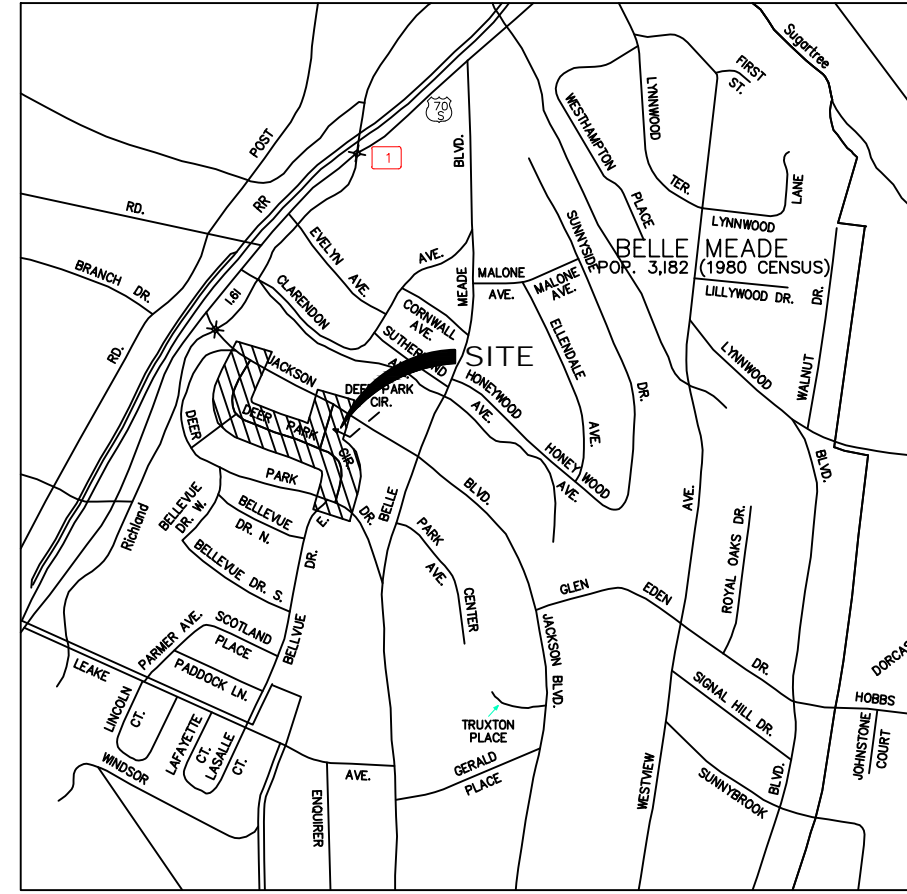 Sugartree
FIRST
ST.
LYNNWOOD
WESTHAMPTON
POST
70
S
1
BLVD.
RR
TER.
LANE
PLACE
LYNNWOOD
RD.
SUNNYSIDE
EVELYN AVE.
AVE.
BELLE MEADE
POP. 3,182 (1980 CENSUS)
BRANCH DR.
MEADE
MALONE
AVE.
MALONE
AVE.
LILLYWOOD DR.
DR.
CLARENDON
1.6i
CORNWALL
AVE.
SUTHERLAND
ELLENDALE
LYNNWOOD
RD.
JACKSON
SITE
WALNUT
DEER PARK
CIR.
HONEYWOOD
AVE.
DR.
AVE.
DEER
DEER PARK
CIR.
HONEY WOOD
AVE.
PARK
BLVD.
BELLE
AVE.
BLVD.
BELLEVUE
DR. W.
BELLEVUE
DR. N.
E.
DR.
Richland
PARK
AVE.
ROYAL OAKS DR.
BELLEVUE DR. S.
DR.
GLEN
EDEN
CENTER
PARMER AVE.
SCOTLAND
PLACE
BELLVUE
JACKSON BLVD.
DR.
DORCAS
LEAKE
PADDOCK LN.
SIGNAL HILL DR.
HOBBS
LINCOLN
CT.
LAFAYETTE
CT.
LASALLE
CT.
TRUXTON
PLACE
JOHNSTONE
COURT
WINDSOR
AVE.
GERALD
PLACE
ENQUIRER
WESTVIEW
SUNNYBROOK
BLVD.